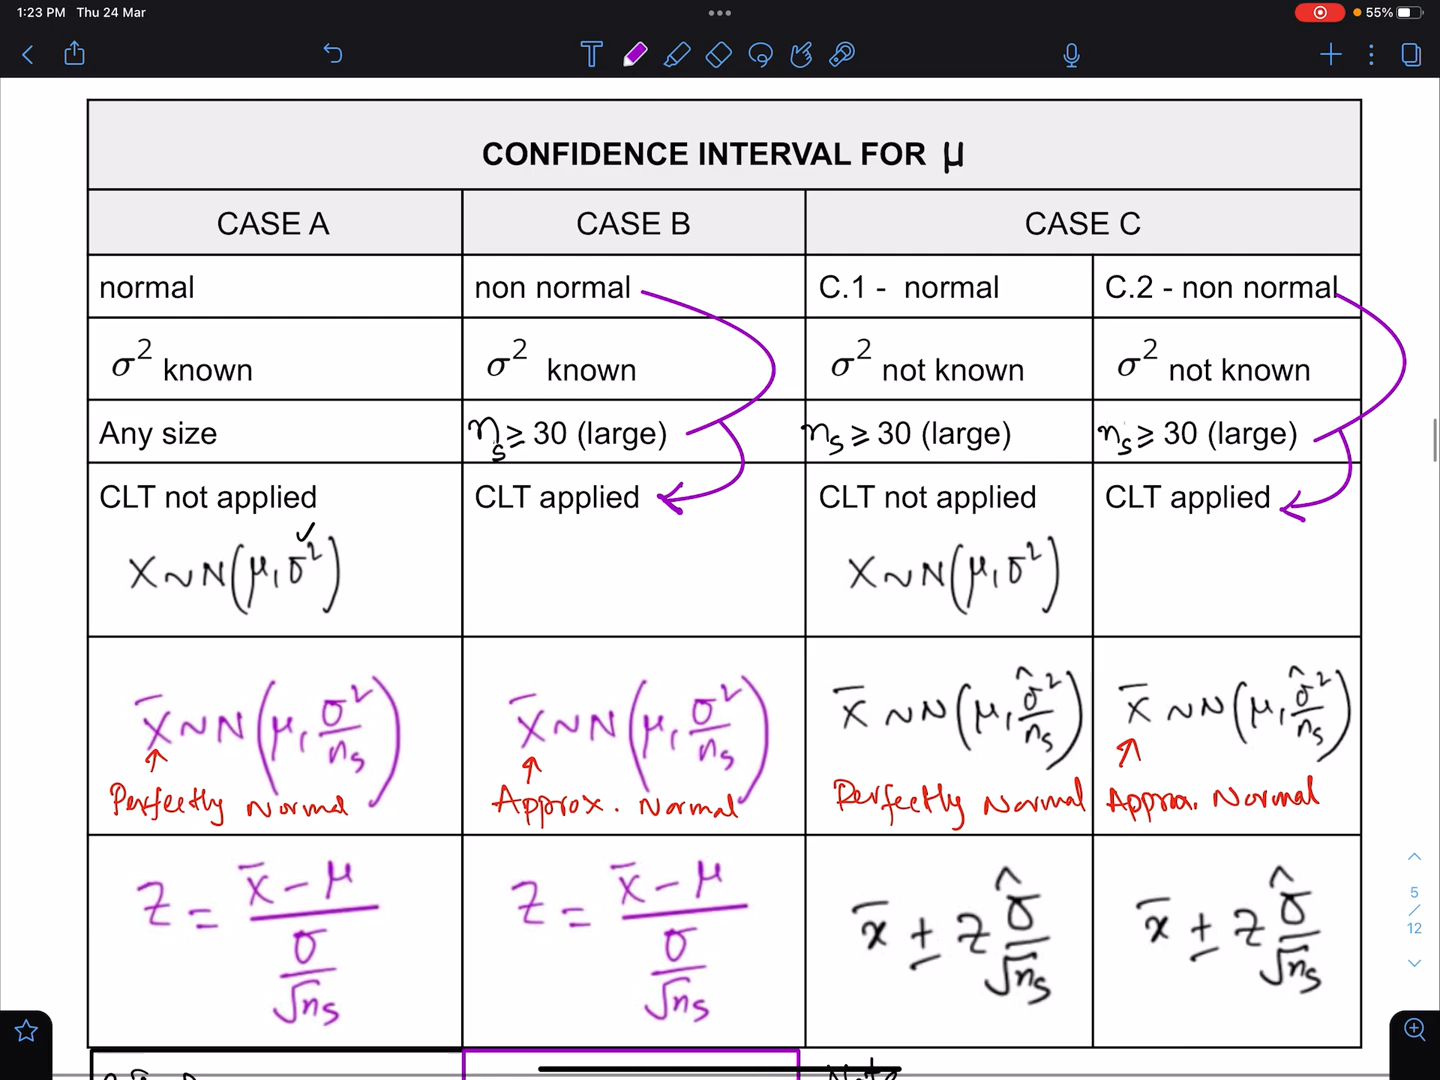 1:23 PM Thu 24 Mar
55%
CONFIDENCE INTERVAL FOR μ
CASE A CASE B CASE C
normal non normal C.1 - normal C.2 - non normal
σ² known σ² known σ² not known σ² not known
Any size nₛ ≥ 30 (large) nₛ ≥ 30 (large) nₛ ≥ 30 (large)
CLT not applied CLT applied CLT not applied CLT applied
X~N(μ, σ²) X~N(μ, σ²)
x̄~N(μ, σ²/nₛ) x̄~N(μ, σ²/nₛ) x̄~N(μ, σ̂²/nₛ) x̄~N(μ, σ̂²/nₛ)
Perfectly Normal Approx. Normal Perfectly Normal Approx. Normal
Z = (x̄ - μ)/(σ/√nₛ) Z = (x̄ - μ)/(σ/√nₛ) x̄ ± Z σ̂/√nₛ x̄ ± Z σ̂/√nₛ
5
/
12
Note